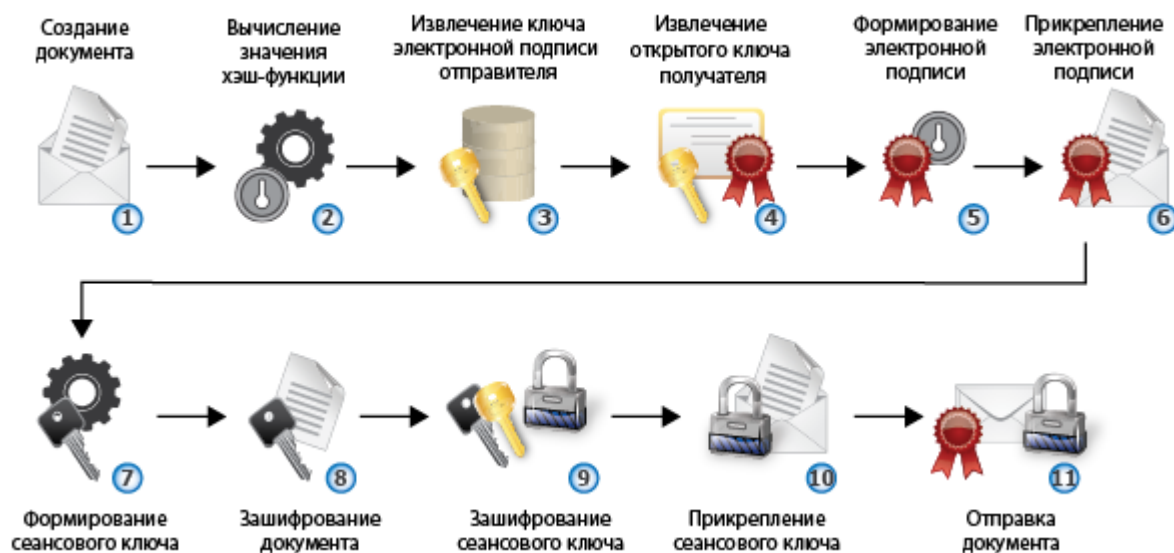 Создание
документа
Вычисление
значения
хэш-функции
Извлечение ключа
электронной подписи
отправителя
Извлечение
открытого ключа
получателя
Формирование
электронной
подписи
Прикрепление
электронной
подписи
1
2
3
4
5
6
7
8
9
10
11
Формирование
сеансового ключа
Зашифрование
документа
Зашифрование
сеансового ключа
Прикрепление
сеансового ключа
Отправка
документа